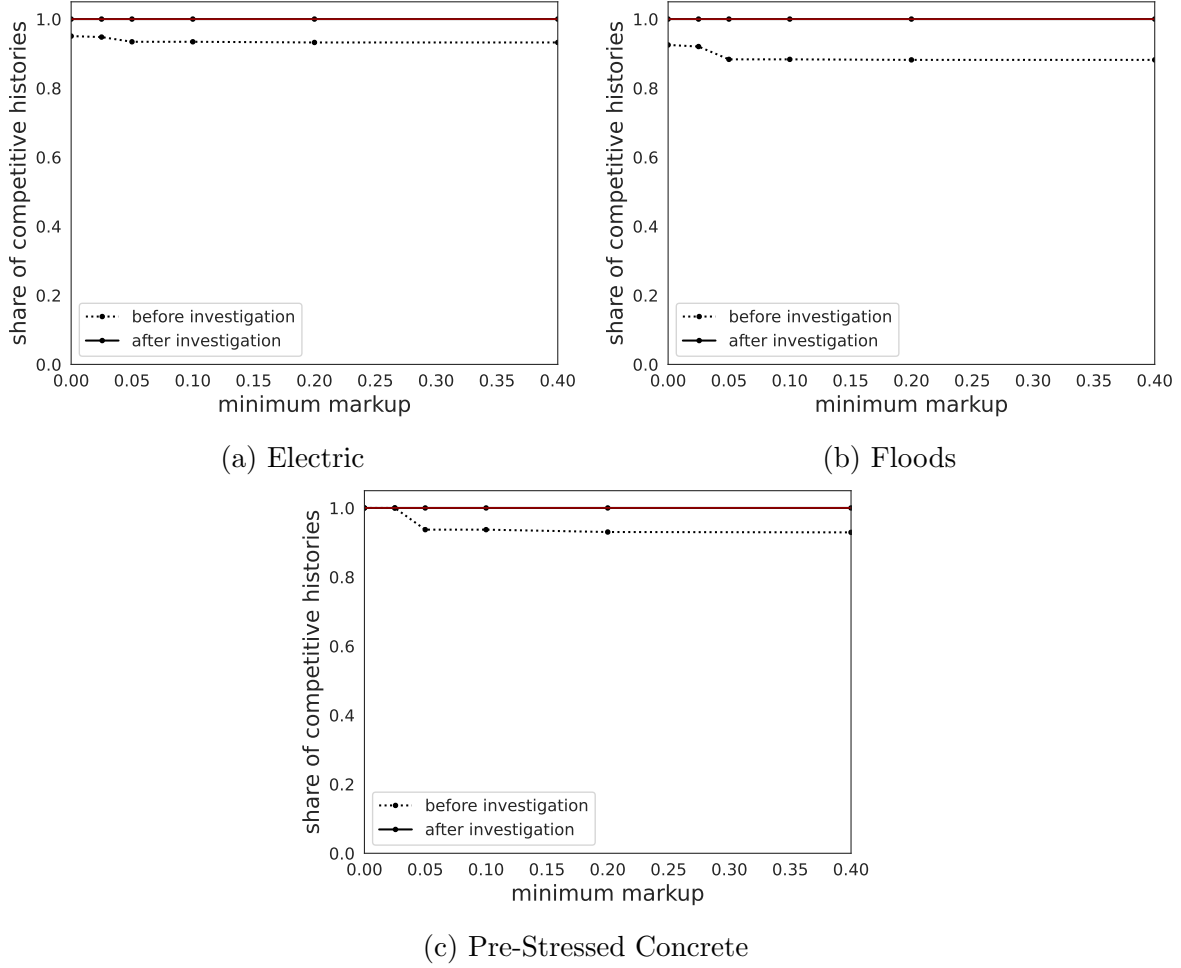 1.0
0.8
0.6
0.4
0.2
0.0
share of competitive histories
before investigation
after investigation
0.00 0.05 0.10 0.15 0.20 0.25 0.30 0.35 0.40
minimum markup
(a) Electric
1.0
0.8
0.6
0.4
0.2
0.0
share of competitive histories
before investigation
after investigation
0.00 0.05 0.10 0.15 0.20 0.25 0.30 0.35 0.40
minimum markup
(b) Floods
1.0
0.8
0.6
0.4
0.2
0.0
share of competitive histories
before investigation
after investigation
0.00 0.05 0.10 0.15 0.20 0.25 0.30 0.35 0.40
minimum markup
(c) Pre-Stressed Concrete